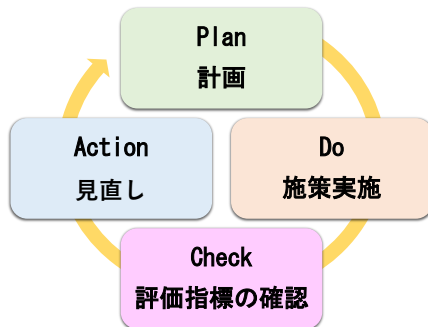 Plan
計画
Do
施策実施
Check
評価指標の確認
Action
見直し